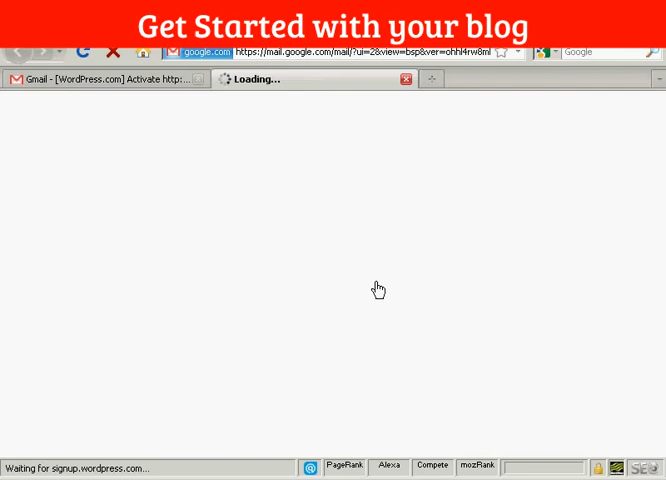 Get Started with your blog
google.com https://mail.google.com/mail/?ui=2&view=bsp&ver=ohhl4rw8ml Google
Gmail - [WordPress.com] Activate http:... Loading...
Waiting for signup.wordpress.com... PageRank Alexa Compete mozRank SEO